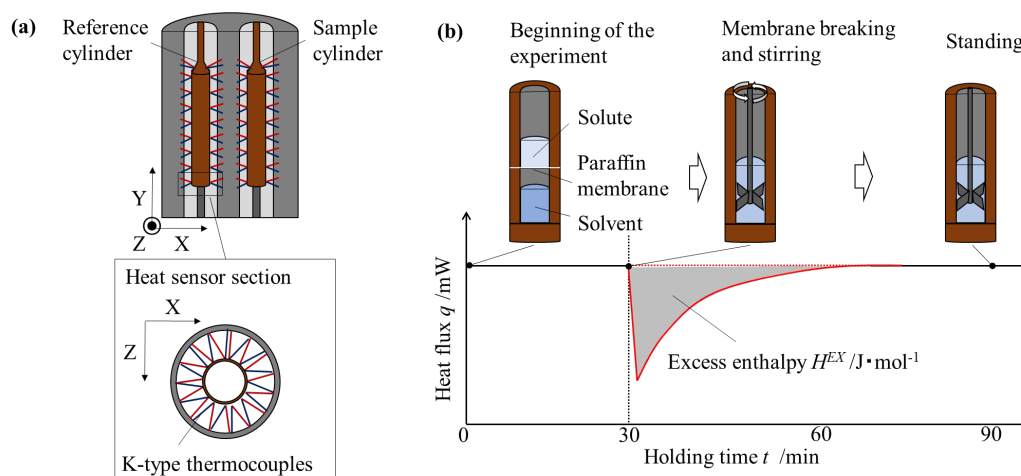 (a)
Reference
cylinder
Sample
cylinder
Y
Z
X
Heat sensor section
X
Z
K-type thermocouples
(b)
Beginning of the
experiment
Membrane breaking
and stirring
Standing
Solute
Paraffin
membrane
Solvent
Heat flux q /mW
Excess enthalpy H^EX /J・mol^-1
0
30
60
90
Holding time t /min